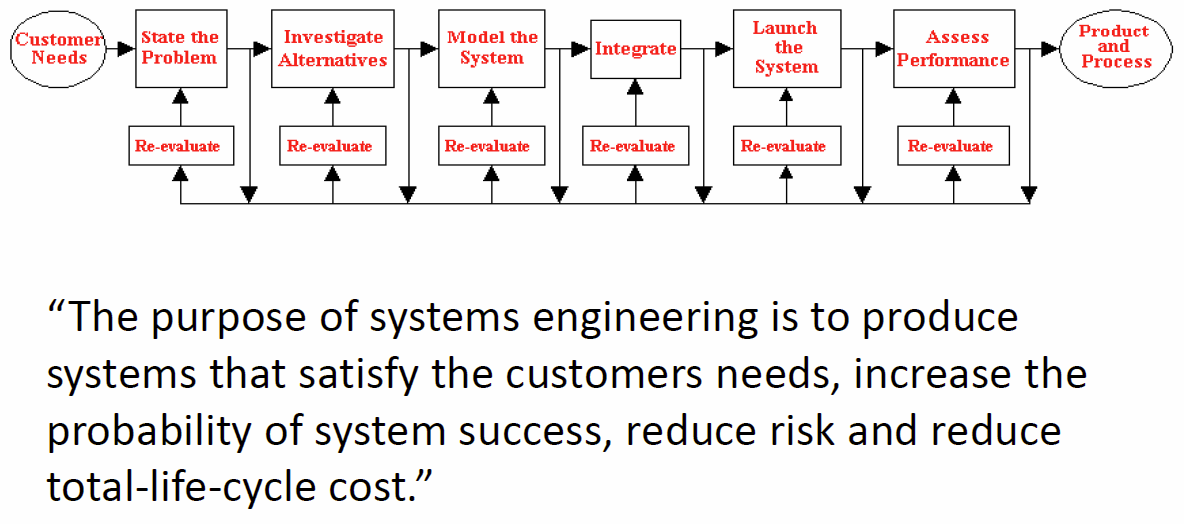 Customer
Needs
State the
Problem
Investigate
Alternatives
Model the
System
Integrate
Launch
the
System
Assess
Performance
Product
and
Process
Re-evaluate
Re-evaluate
Re-evaluate
Re-evaluate
Re-evaluate
Re-evaluate
“The purpose of systems engineering is to produce
systems that satisfy the customers needs, increase the
probability of system success, reduce risk and reduce
total-life-cycle cost.”